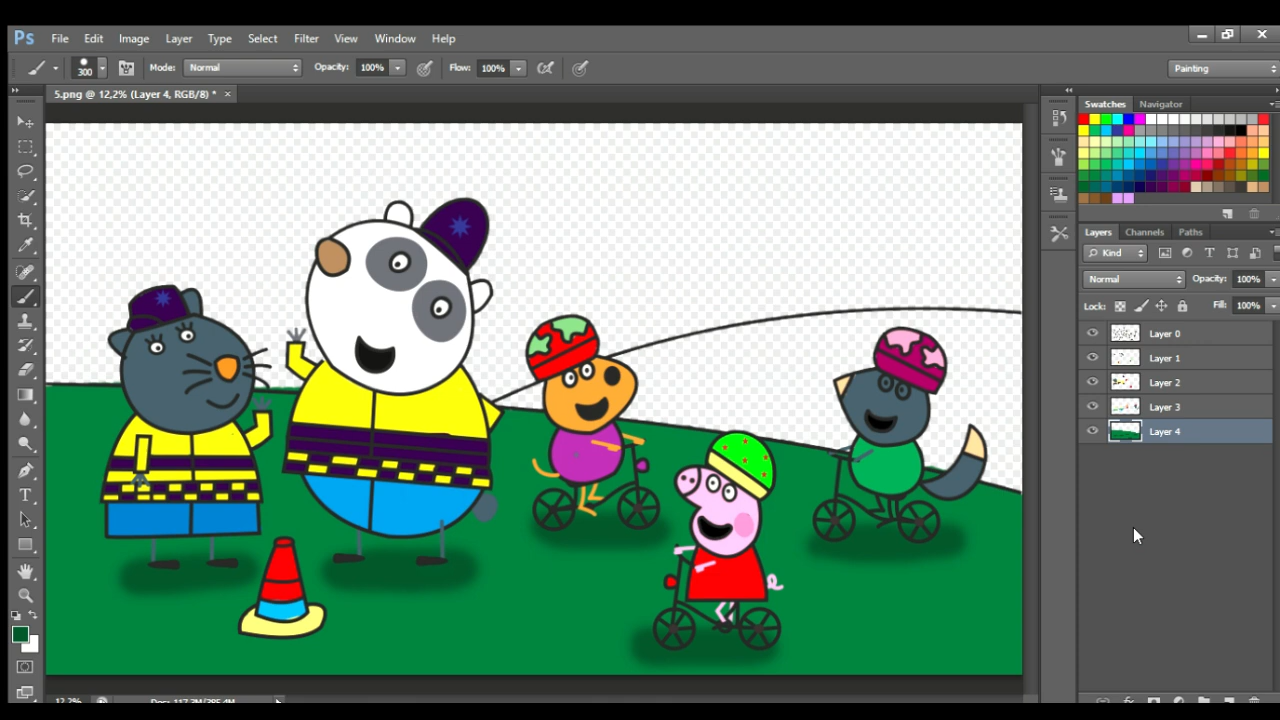 Ps File Edit Image Layer Type Select Filter View Window Help
300 Mode: Normal Opacity: 100% Flow: 100% Painting
5.png @ 12,2% (Layer 4, RGB/8) * ×
Swatches Navigator
Layers Channels Paths
Kind
Normal Opacity: 100%
Lock: Fill: 100%
Layer 0
Layer 1
Layer 2
Layer 3
Layer 4